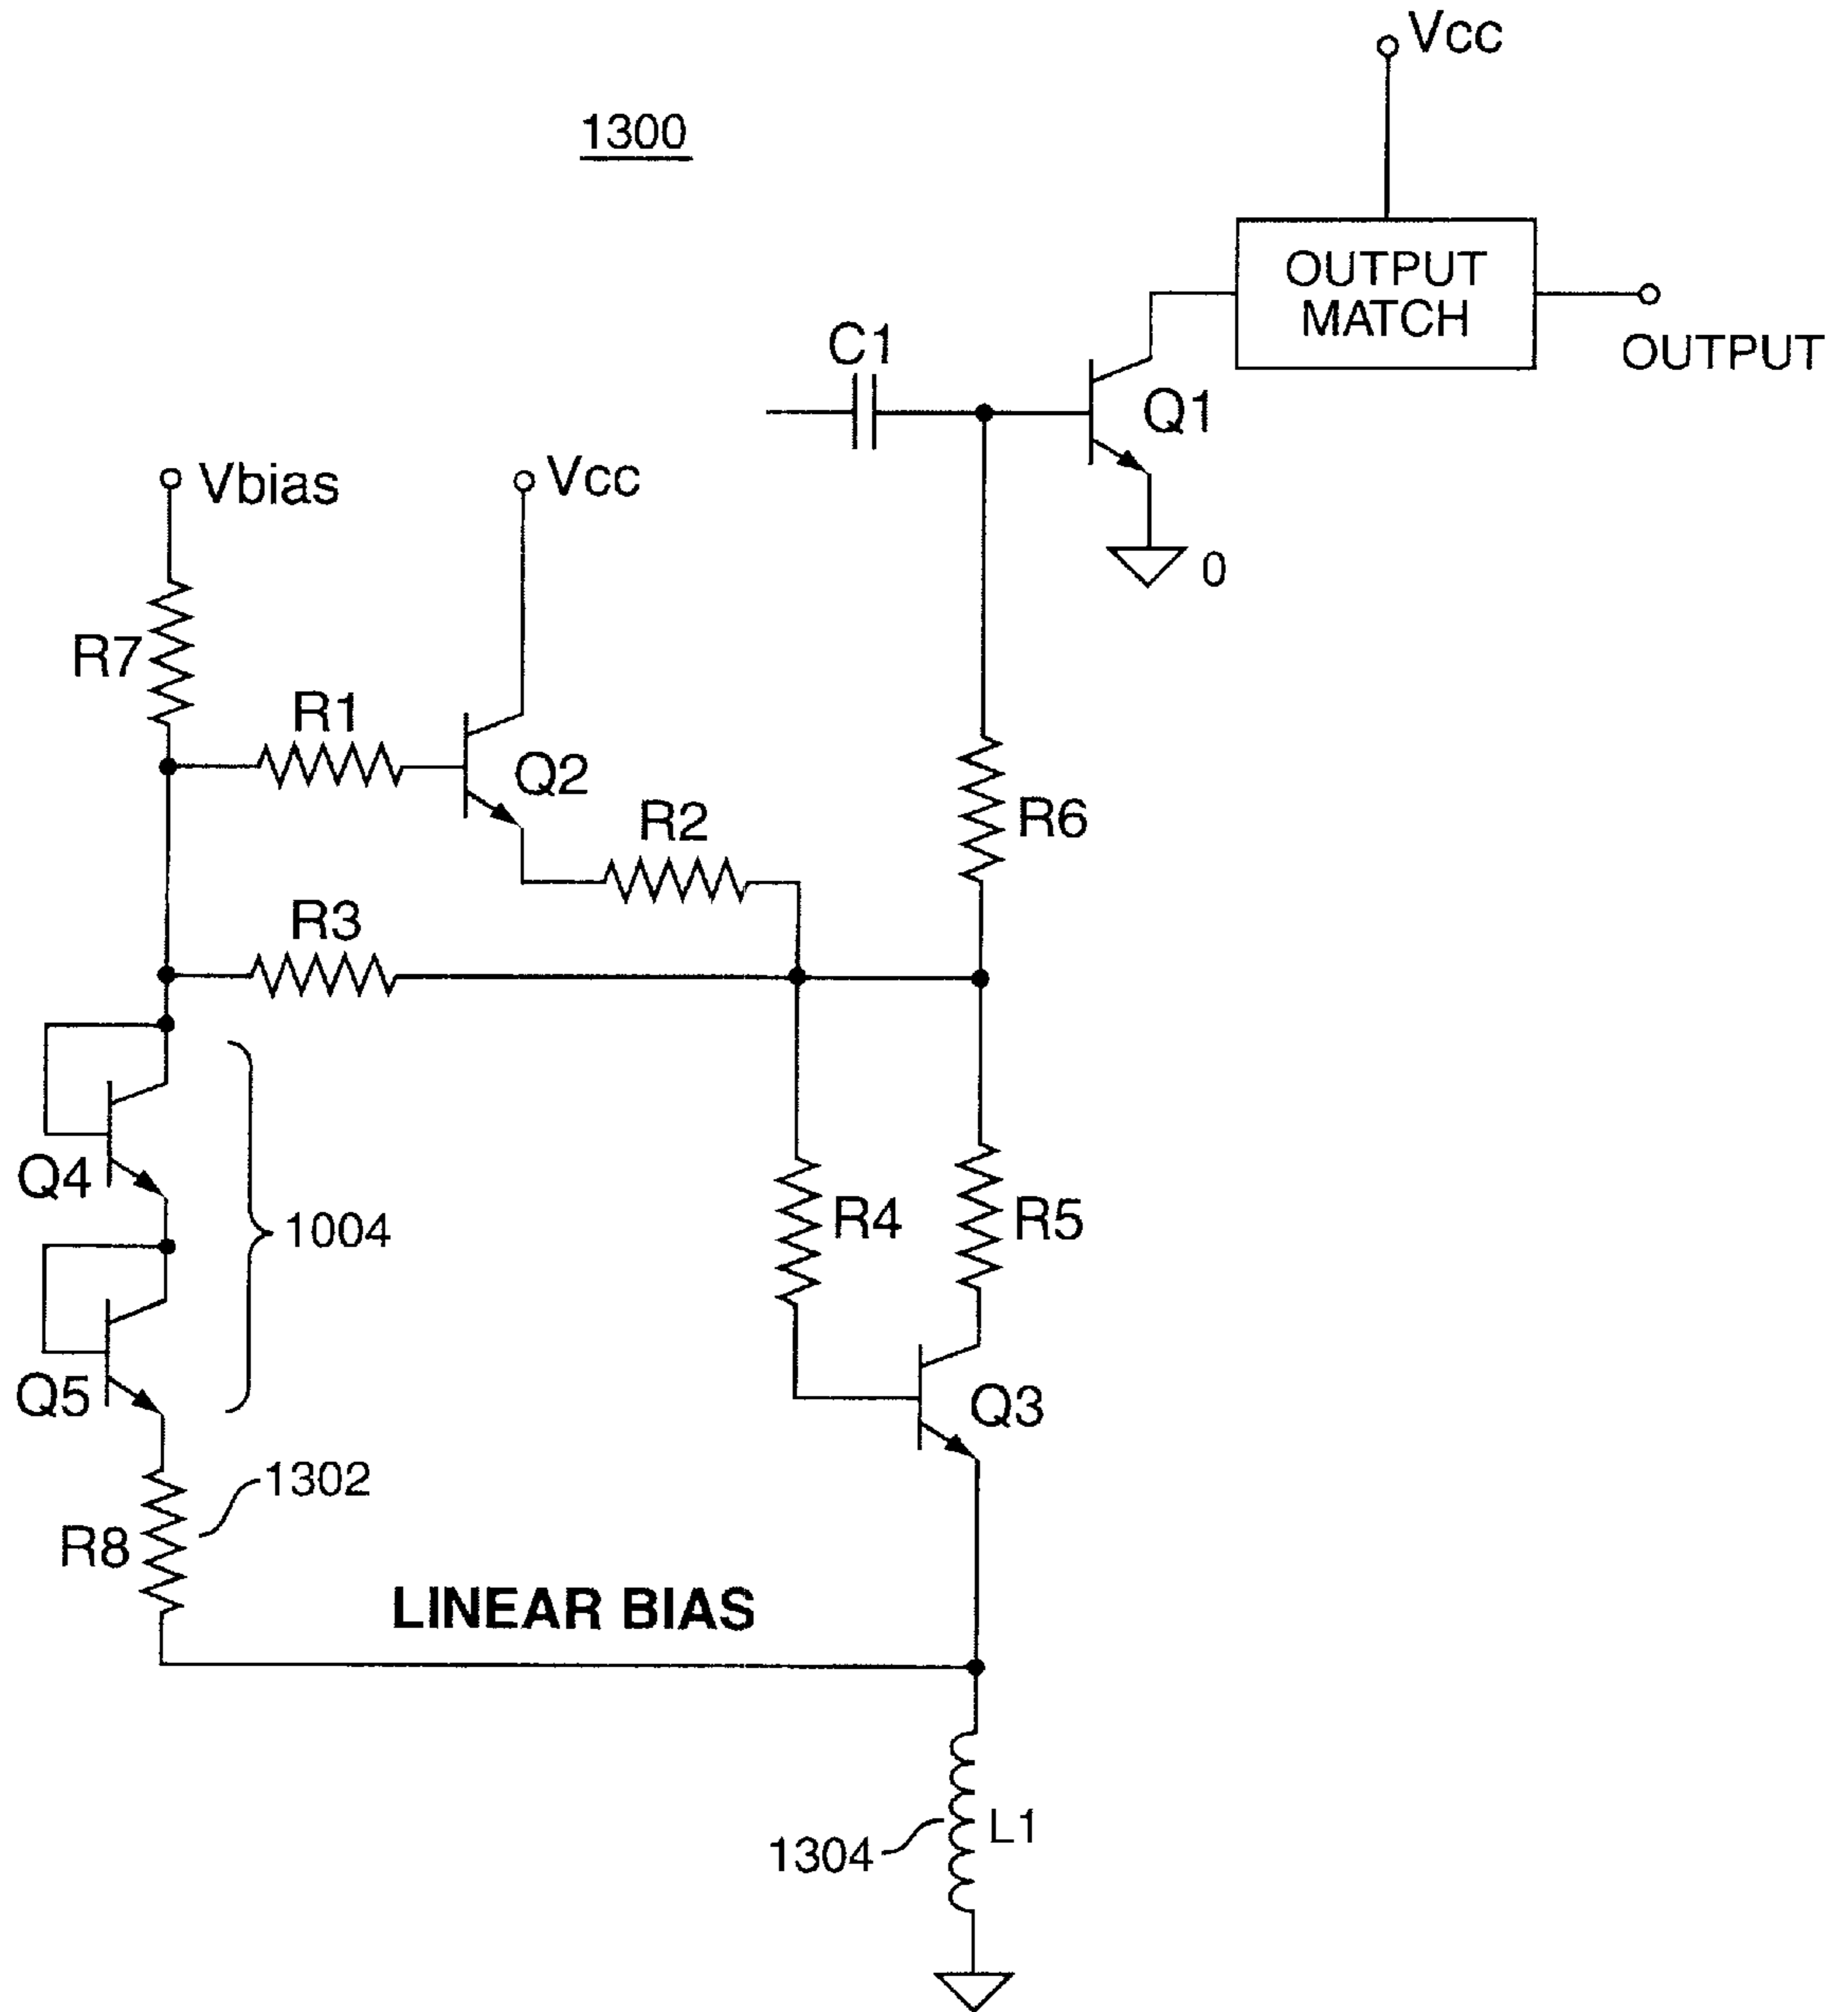 Vcc
1300
OUTPUT
MATCH
OUTPUT
C1
Q1
Vbias
Vcc
0
R7
R1
Q2
R2
R6
R3
Q4
1004
R4
R5
Q5
Q3
1302
R8
LINEAR BIAS
L1
1304